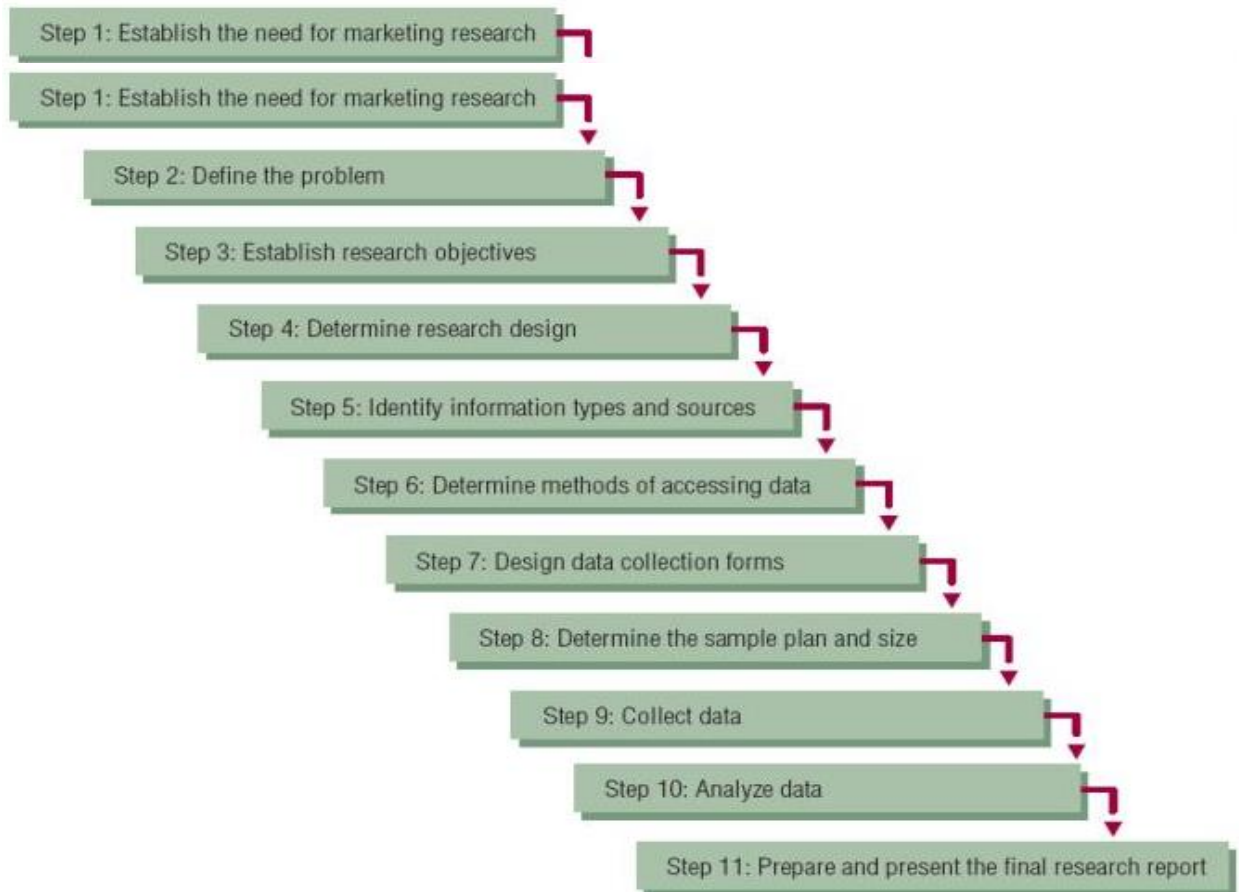 Step 1: Establish the need for marketing research
Step 1: Establish the need for marketing research
Step 2: Define the problem
Step 3: Establish research objectives
Step 4: Determine research design
Step 5: Identify information types and sources
Step 6: Determine methods of accessing data
Step 7: Design data collection forms
Step 8: Determine the sample plan and size
Step 9: Collect data
Step 10: Analyze data
Step 11: Prepare and present the final research report